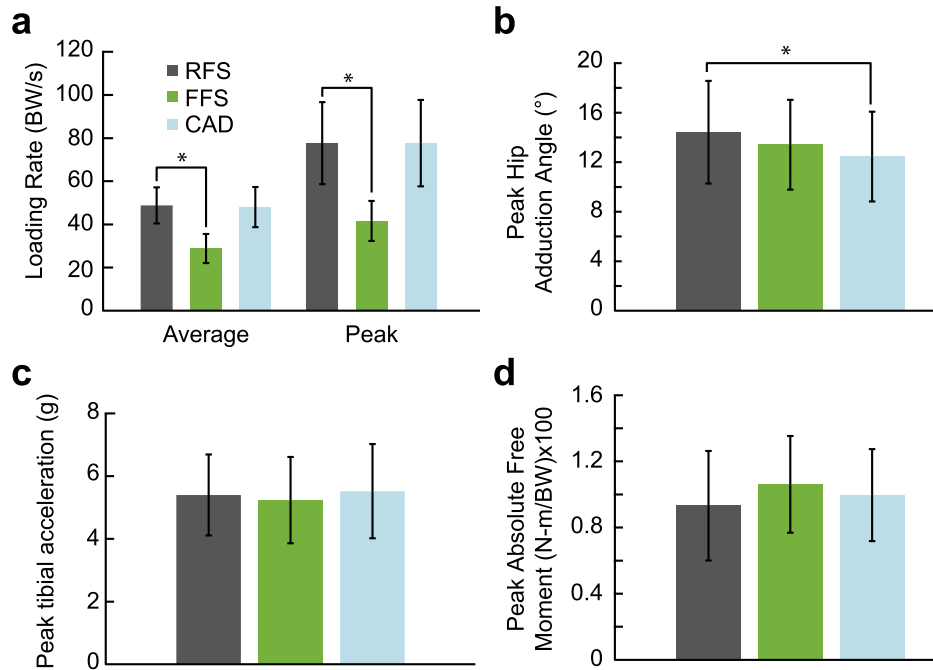 a
Loading Rate (BW/s)
120
100
80
60
40
20
0
RFS
FFS
CAD
*
*
Average
Peak
b
Peak Hip
Adduction Angle (°)
20
16
12
8
4
0
*
c
Peak tibial acceleration (g)
8
6
4
2
0
d
Peak Absolute Free
Moment (N-m/BW)x100
1.6
1.2
0.8
0.4
0